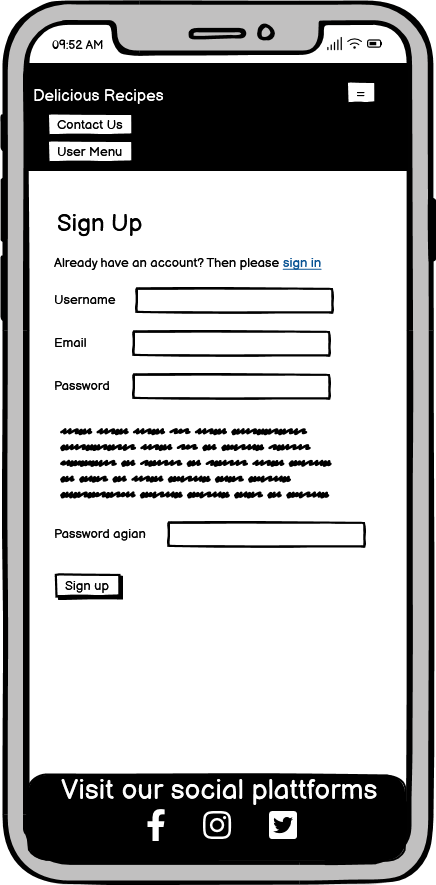 09:52 AM
Delicious Recipes
=
Contact Us
User Menu
Sign Up
Already have an account? Then please sign in
Username
Email
Password
Password agian
Sign up
Visit our social plattforms